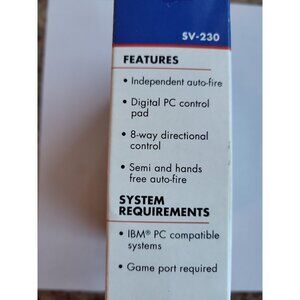 SV-230
FEATURES
• Independent auto-fire
• Digital PC control
pad
• 8-way directional
control
• Semi and hands
free auto-fire
SYSTEM
REQUIREMENTS
• IBM® PC compatible
systems
• Game port required